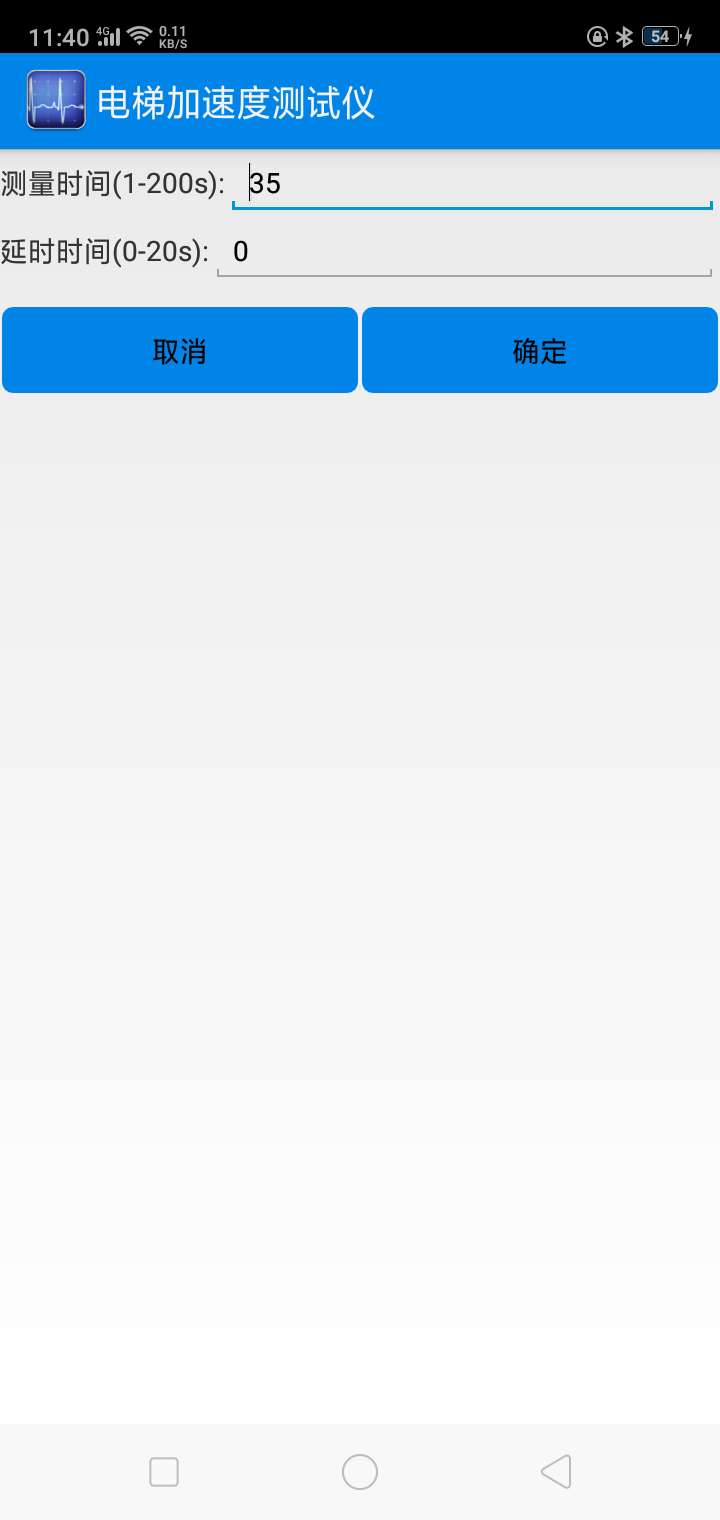 11:40 4G 0.11 KB/S 54
电梯加速度测试仪
测量时间(1-200s): 35
延时时间(0-20s): 0
取消 确定